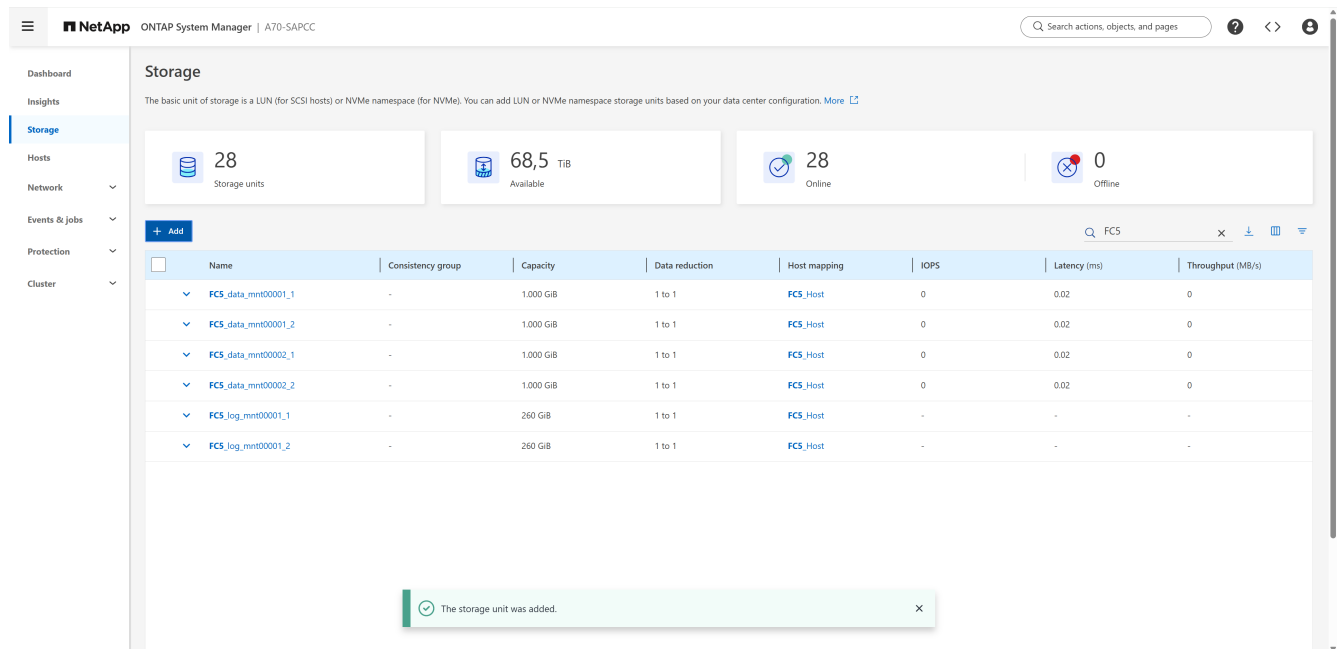 NetApp ONTAP System Manager | A70-SAPCC
Search actions, objects, and pages
Dashboard
Insights
Storage
Hosts
Network
Events & jobs
Protection
Cluster
Storage
The basic unit of storage is a LUN (for SCSI hosts) or NVMe namespace (for NVMe). You can add LUN or NVMe namespace storage units based on your data center configuration. More
28
Storage units
68,5 TiB
Available
28
Online
0
Offline
+ Add
FC5
Name Consistency group Capacity Data reduction Host mapping IOPS Latency (ms) Throughput (MB/s)
FC5_data_mnt00001_1 - 1.000 GiB 1 to 1 FC5_Host 0 0.02 0
FC5_data_mnt00001_2 - 1.000 GiB 1 to 1 FC5_Host 0 0.02 0
FC5_data_mnt00002_1 - 1.000 GiB 1 to 1 FC5_Host 0 0.02 0
FC5_data_mnt00002_2 - 1.000 GiB 1 to 1 FC5_Host 0 0.02 0
FC5_log_mnt00001_1 - 260 GiB 1 to 1 FC5_Host - - -
FC5_log_mnt00001_2 - 260 GiB 1 to 1 FC5_Host - - -
The storage unit was added.